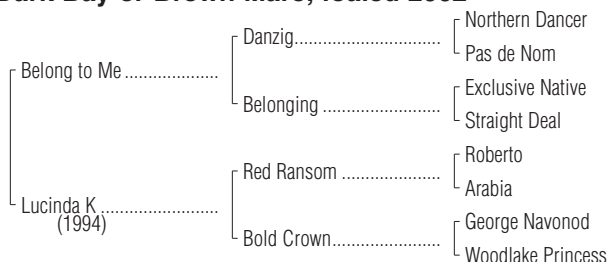 Dark Bay or Brown Mare; foaled 2002
Northern Dancer
Danzig
Pas de Nom
Belong to Me
Exclusive Native
Belonging
Straight Deal
Roberto
Red Ransom
Arabia
Lucinda K
(1994)
George Navonod
Bold Crown
Woodlake Princess